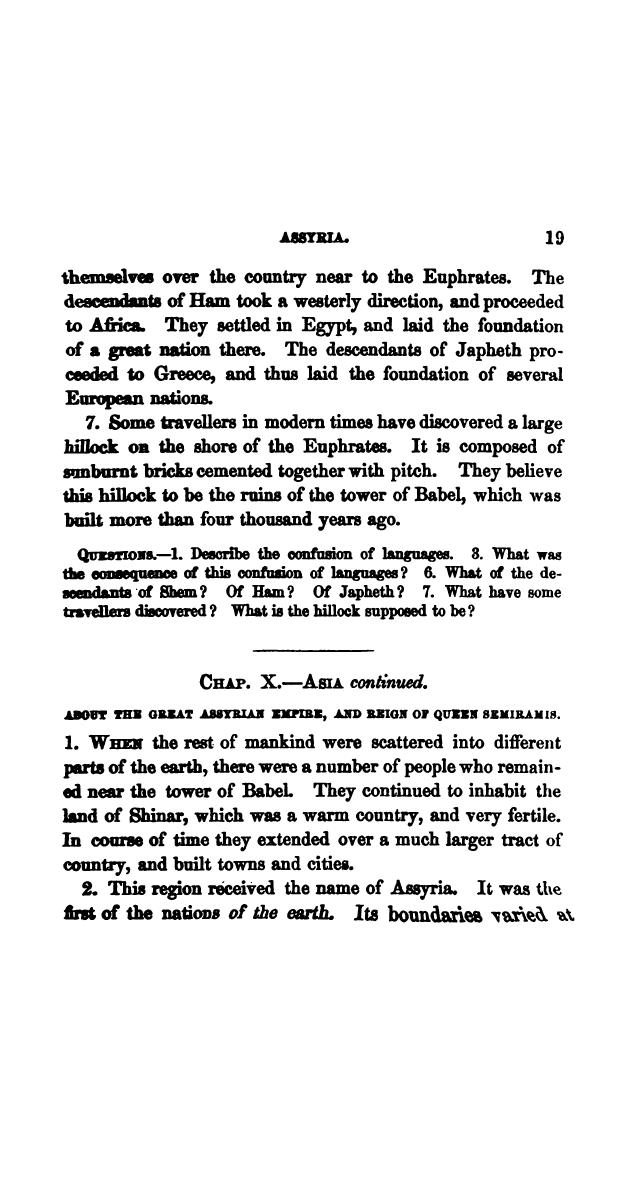 ASSYRIA. 19
themselves over the country near to the Euphrates. The
descendants of Ham took a westerly direction, and proceeded
to Africa. They settled in Egypt, and laid the foundation
of a great nation there. The descendants of Japheth pro-
ceeded to Greece, and thus laid the foundation of several
European nations.
7. Some travellers in modern times have discovered a large
hillock on the shore of the Euphrates. It is composed of
sunburnt bricks cemented together with pitch. They believe
this hillock to be the ruins of the tower of Babel, which was
built more than four thousand years ago.
QUESTIONS.—1. Describe the confusion of languages. 3. What was
the consequence of this confusion of languages? 6. What of the de-
scendants of Shem? Of Ham? Of Japheth? 7. What have some
travellers discovered? What is the hillock supposed to be?
CHAP. X.—ASIA continued.
ABOUT THE GREAT ASSYRIAN EMPIRE, AND REIGN OF QUEEN SEMIRAMIS.
1. WHEN the rest of mankind were scattered into different
parts of the earth, there were a number of people who remain-
ed near the tower of Babel. They continued to inhabit the
land of Shinar, which was a warm country, and very fertile.
In course of time they extended over a much larger tract of
country, and built towns and cities.
2. This region received the name of Assyria. It was the
first of the nations of the earth. Its boundaries varied at